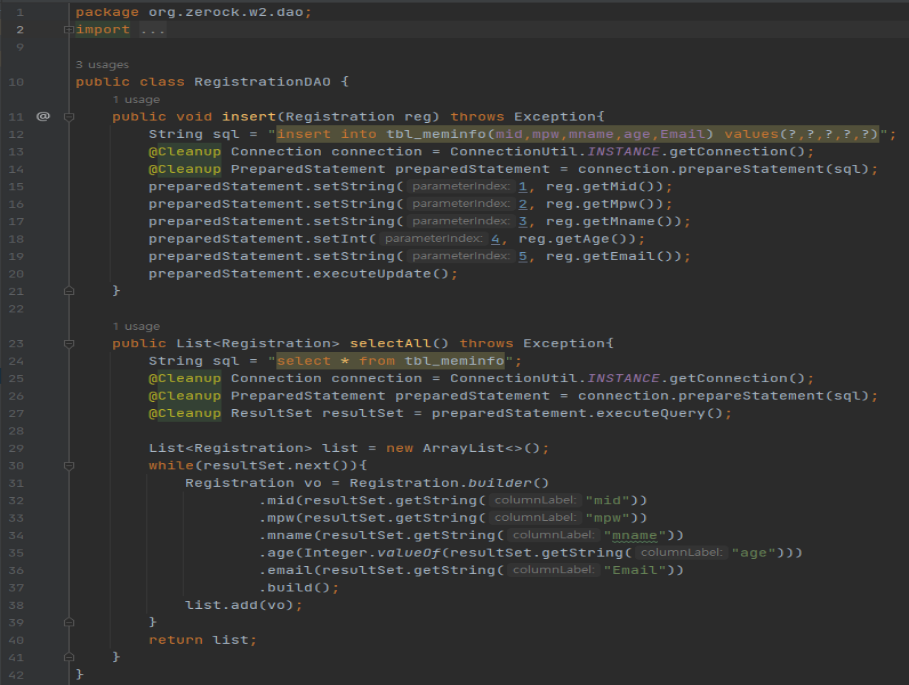 1 package org.zerock.w2.dao;
2 import ...
9
3 usages
10 public class RegistrationDAO {
1 usage
11 @ public void insert(Registration reg) throws Exception{
12 String sql = "insert into tbl_meminfo(mid,mpw,mname,age,Email) values(?,?,?,?,?)";
13 @Cleanup Connection connection = ConnectionUtil.INSTANCE.getConnection();
14 @Cleanup PreparedStatement preparedStatement = connection.prepareStatement(sql);
15 preparedStatement.setString( parameterIndex: 1, reg.getMid());
16 preparedStatement.setString( parameterIndex: 2, reg.getMpw());
17 preparedStatement.setString( parameterIndex: 3, reg.getMname());
18 preparedStatement.setInt( parameterIndex: 4, reg.getAge());
19 preparedStatement.setString( parameterIndex: 5, reg.getEmail());
20 preparedStatement.executeUpdate();
21 }
22
1 usage
23 public List<Registration> selectAll() throws Exception{
24 String sql = "select * from tbl_meminfo";
25 @Cleanup Connection connection = ConnectionUtil.INSTANCE.getConnection();
26 @Cleanup PreparedStatement preparedStatement = connection.prepareStatement(sql);
27 @Cleanup ResultSet resultSet = preparedStatement.executeQuery();
28
29 List<Registration> list = new ArrayList<>();
30 while(resultSet.next()){
31 Registration vo = Registration.builder()
32 .mid(resultSet.getString( columnLabel: "mid"))
33 .mpw(resultSet.getString( columnLabel: "mpw"))
34 .mname(resultSet.getString( columnLabel: "mname"))
35 .age(Integer.valueOf(resultSet.getString( columnLabel: "age")))
36 .email(resultSet.getString( columnLabel: "Email"))
37 .build();
38 list.add(vo);
39 }
40 return list;
41 }
42 }